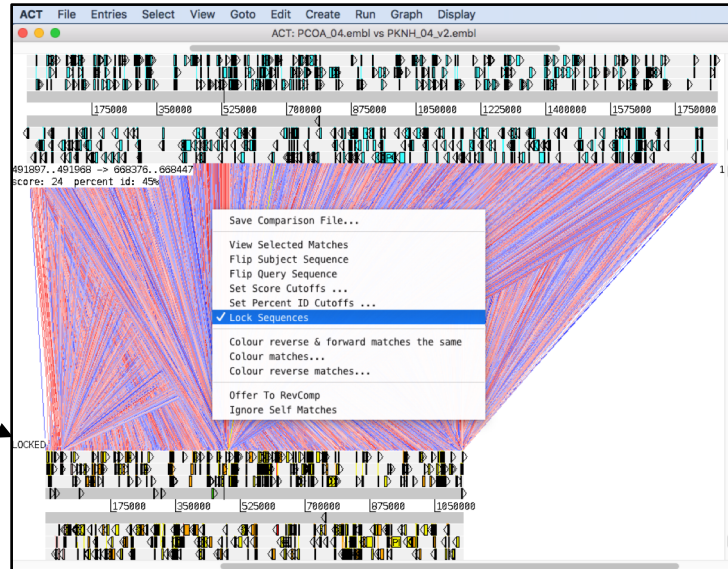 ACT File Entries Select View Goto Edit Create Run Graph Display
ACT: PCOA_04.embl vs PKNH_04_v2.embl
175000 350000 525000 700000 875000 1050000 1225000 1400000 1575000 1750000
491897..491968 -> 668376..668447
score: 24 percent id: 45%
1
Save Comparison File...
View Selected Matches
Flip Subject Sequence
Flip Query Sequence
Set Score Cutoffs ...
Set Percent ID Cutoffs ...
✓ Lock Sequences
Colour reverse & forward matches the same
Colour matches...
Colour reverse matches...
Offer To RevComp
Ignore Self Matches
LOCKED
175000 350000 525000 700000 875000 1050000